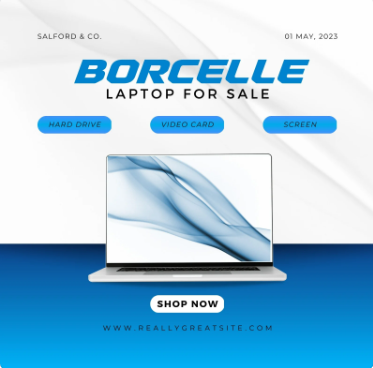 SALFORD & CO. 01 MAY, 2023
BORCELLE
LAPTOP FOR SALE
HARD DRIVE VIDEO CARD SCREEN
SHOP NOW
WWW.REALLYGREATSITE.COM